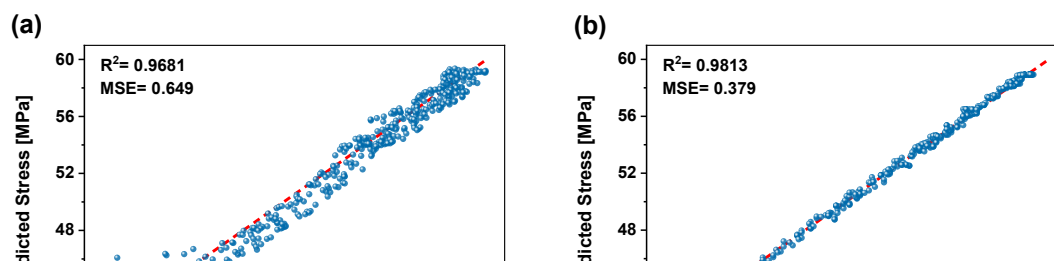 (a)
R²= 0.9681
MSE= 0.649
60
56
52
48
dicted Stress [MPa]
(b)
R²= 0.9813
MSE= 0.379
60
56
52
48
dicted Stress [MPa]